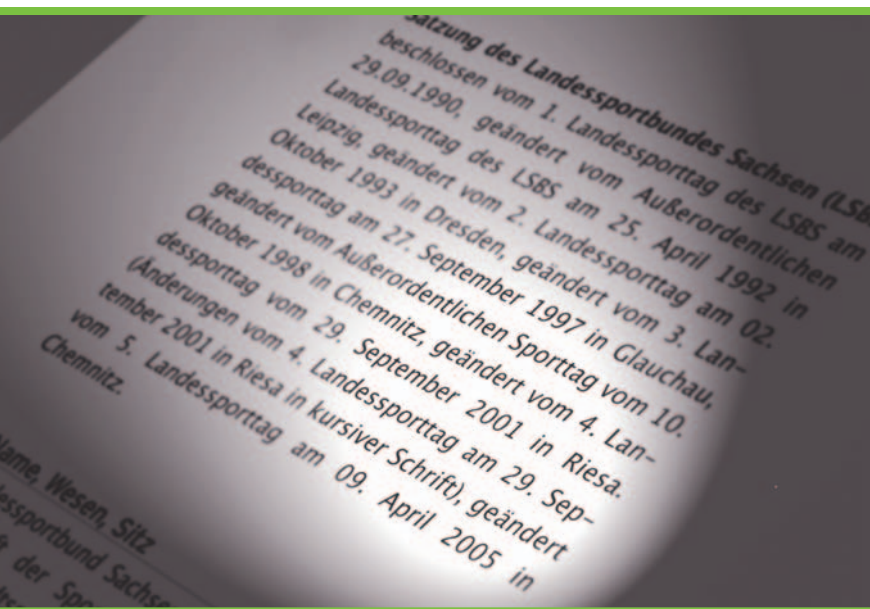 Satzung des Landessportbundes Sachsen (LSB
beschlossen vom 1. Landessporttag des LSBS am
29.09.1990, geändert vom Außerordentlichen
Landessporttag des LSBS am 25. April 1992 in
Leipzig, geändert vom 2. Landessporttag am 02.
Oktober 1993 in Dresden, geändert vom 3. Lan-
dessporttag am 27. September 1997 in Glauchau,
geändert vom Außerordentlichen Sporttag vom 10.
Oktober 1998 in Chemnitz, geändert vom 4. Lan-
dessporttag vom 29. September 2001 in Riesa.
(Änderungen vom 4. Landessporttag am 29. Sep-
tember 2001 in Riesa in kursiver Schrift), geändert
vom 5. Landessporttag am 09. April 2005 in
Chemnitz.
Name, Wesen, Sitz
dessportbund Sachse
der Spo